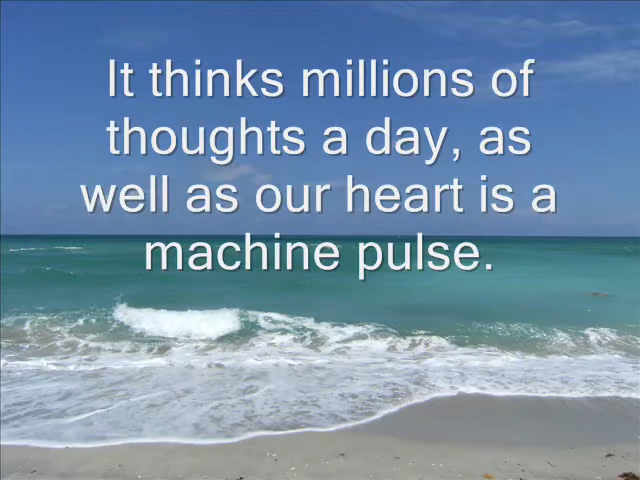 It thinks millions of
thoughts a day, as
well as our heart is a
machine pulse.